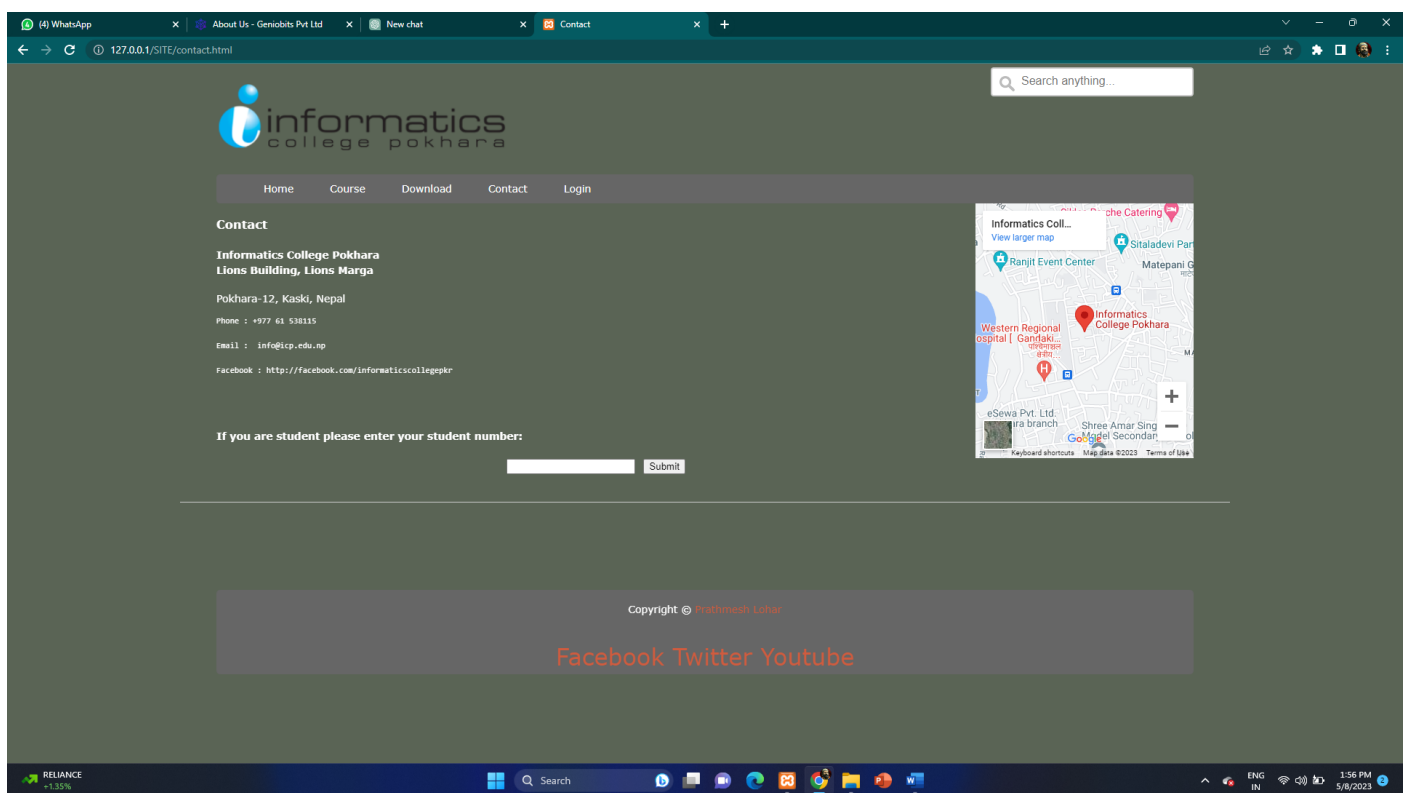 (4) WhatsApp
About Us - Geniobits Pvt Ltd
New chat
Contact
127.0.0.1/SITE/contact.html
Search anything...
informatics
college pokhara
Home Course Download Contact Login
Contact
Informatics College Pokhara
Lions Building, Lions Marga
Pokhara-12, Kaski, Nepal
Phone : +977 61 538115
Email : info@icp.edu.np
Facebook : http://facebook.com/informaticscollegepkr
If you are student please enter your student number:
Submit
che Catering
Informatics Coll...
View larger map
Sitaladevi Par
Ranjit Event Center
Matepani G
Informatics
College Pokhara
Western Regional
ospital [ Gandaki...
eSewa Pvt. Ltd.
ra branch
Shree Amar Sing
Model Secondar
Google
Keyboard shortcuts Map data ©2023 Terms of Use
Copyright © Prathmesh Lohar
Facebook Twitter Youtube
RELIANCE
+1.35%
Search
ENG
IN
1:56 PM
5/8/2023
2